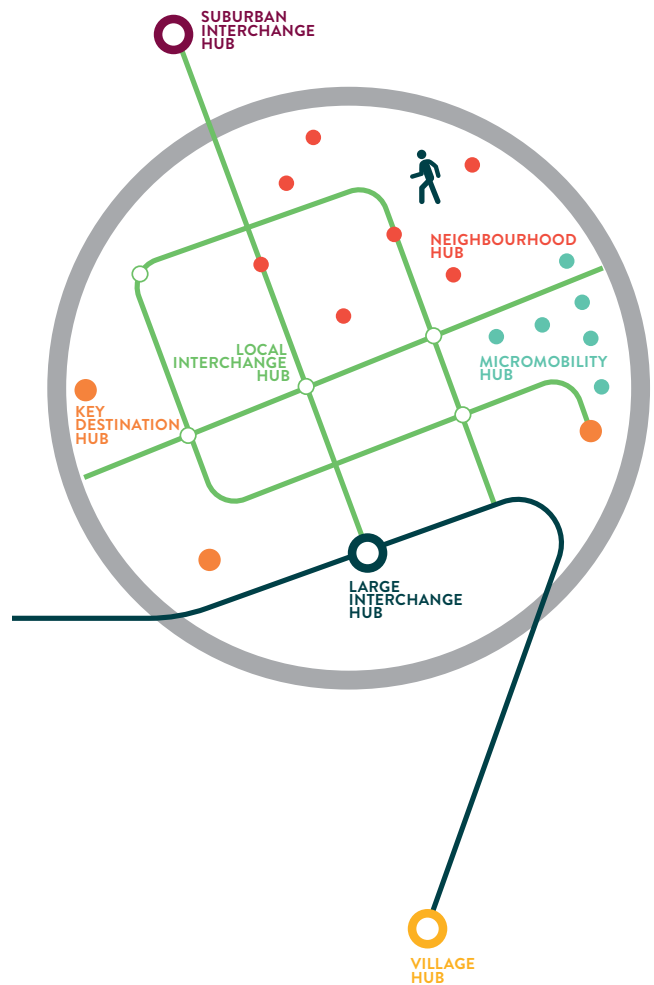 SUBURBAN
INTERCHANGE
HUB
NEIGHBOURHOOD
HUB
LOCAL
INTERCHANGE
HUB
MICROMOBILITY
HUB
KEY
DESTINATION
HUB
LARGE
INTERCHANGE
HUB
VILLAGE
HUB